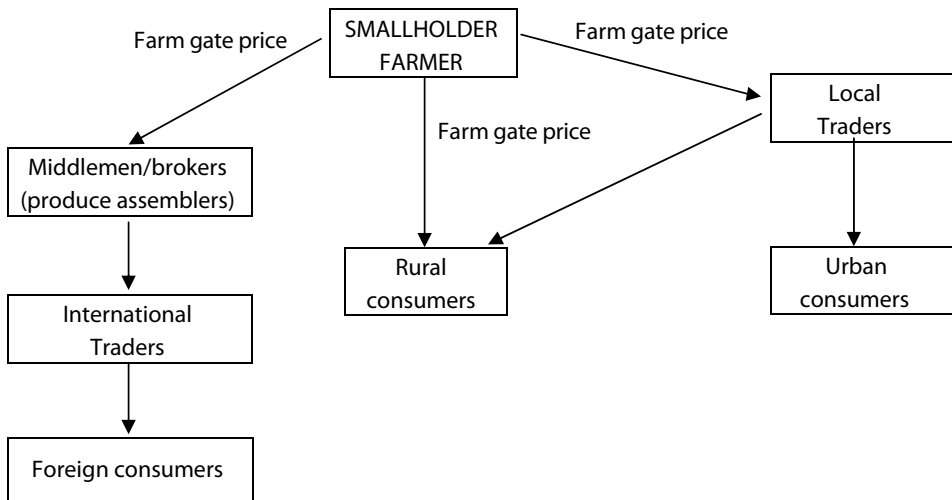 Farm gate price
SMALLHOLDER
FARMER
Farm gate price
Local
Traders
Farm gate price
Middlemen/brokers
(produce assemblers)
Rural
consumers
Urban
consumers
International
Traders
Foreign consumers